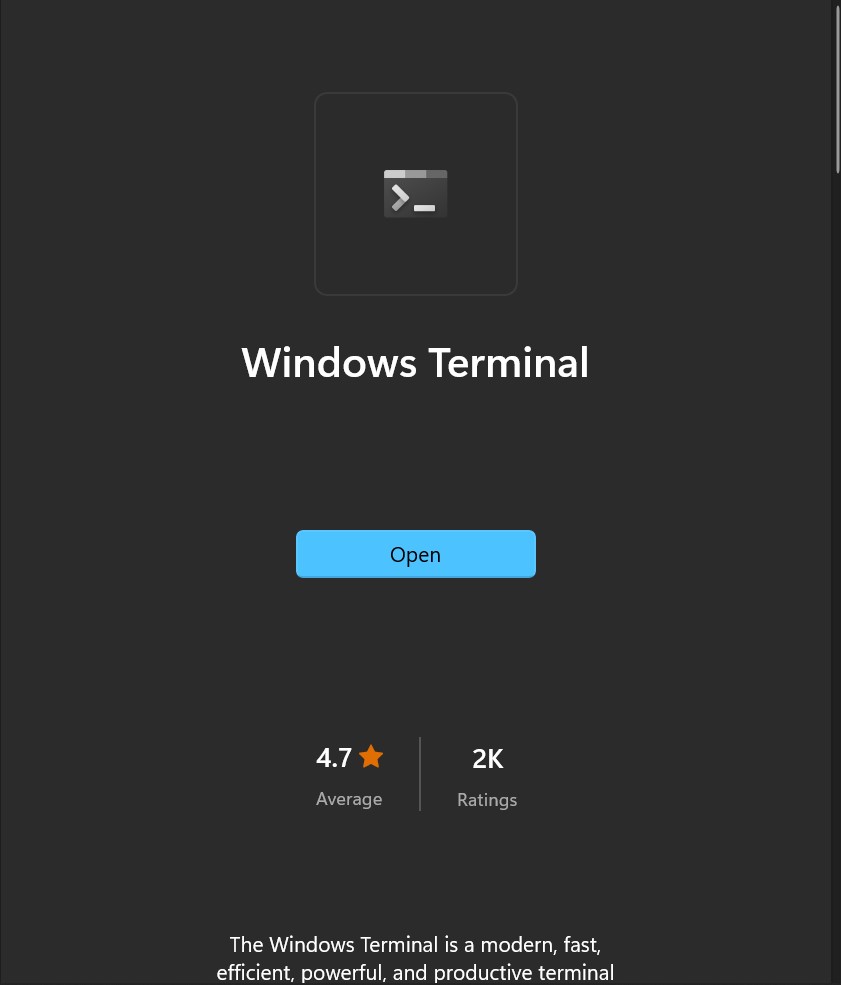 Windows Terminal
Open
4.7
Average
2K
Ratings
The Windows Terminal is a modern, fast,
efficient, powerful, and productive terminal